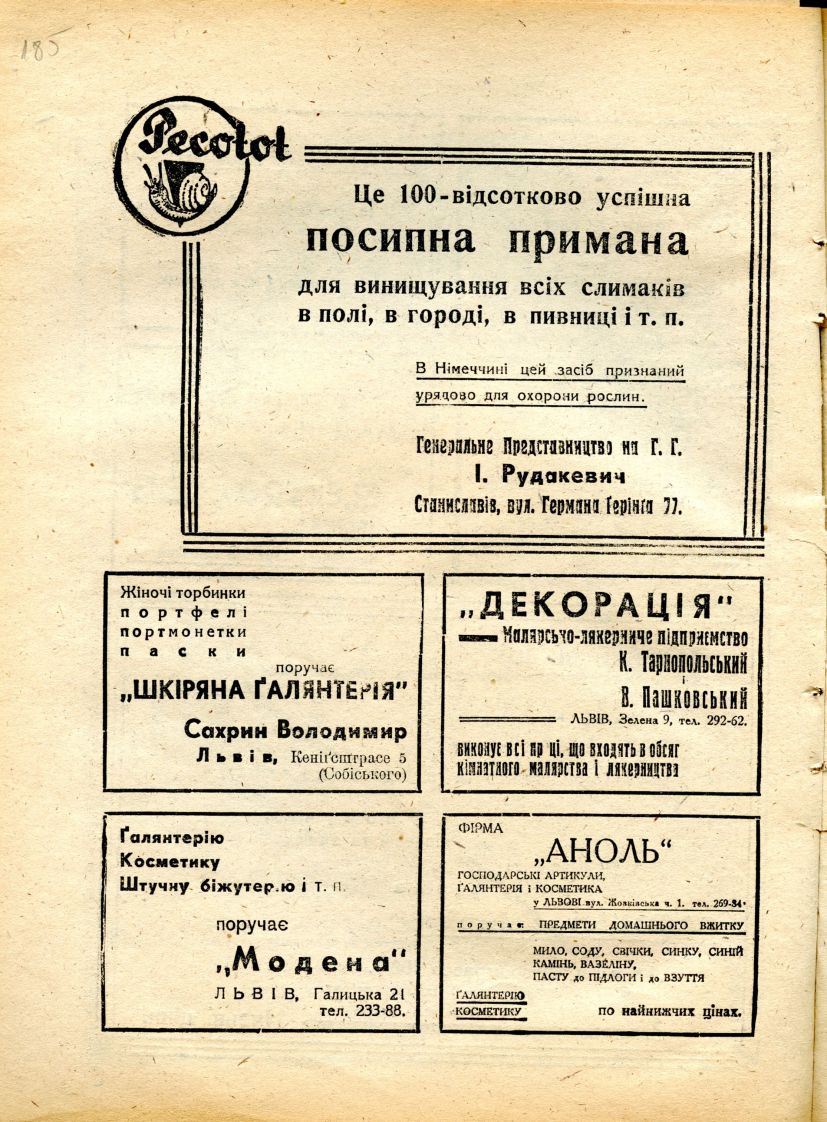 185
Pecotot
Це 100-відсотково успішна
посипна примана
для винищування всіх слимаків
в полі, в городі, в пивниці і т. п.
В Німеччині цей засіб признаний
урядово для охорони рослин.
Генеральне Представництво на Г. Г.
І. Рудакевич
Станиславів, вул. Германа Ґерінґа 77.
Жіночі торбинки
портфелі
портмонетки
паски
поручає
„ШКІРЯНА ҐАЛЯНТЕРІЯ"
Сахрин Володимир
Львів, Кеніґсштрасе 5
(Собіського)
„ДЕКОРАЦІЯ"
Малярсько-лякерниче підприємство
К. Тарнопольський
і
В. Пашковський
ЛЬВІВ, Зелена 9, тел. 292-62.
виконує всі пр ці, що входять в обсяг
кімнатного малярства і лякерництва
Ґалянтерію
Косметику
Штучну біжутерію і т. п.
поручає
„Модена"
ЛЬВІВ, Галицька 21
тел. 233-88.
ФІРМА
„АНОЛЬ"
ГОСПОДАРСЬКІ АРТИКУЛИ,
ҐАЛЯНТЕРІЯ і КОСМЕТИКА
у ЛЬВОВІ вул. Жовківська ч. 1. тел. 269-84.
поручає: ПРЕДМЕТИ ДОМАШНЬОГО ВЖИТКУ
МИЛО, СОДУ, СВІЧКИ, СИНКУ, СИНІЙ
КАМІНЬ, ВАЗЕЛІНУ,
ПАСТУ до ПІДЛОГИ і до ВЗУТТЯ
ҐАЛЯНТЕРІЮ
КОСМЕТИКУ по найнижчих цінах.